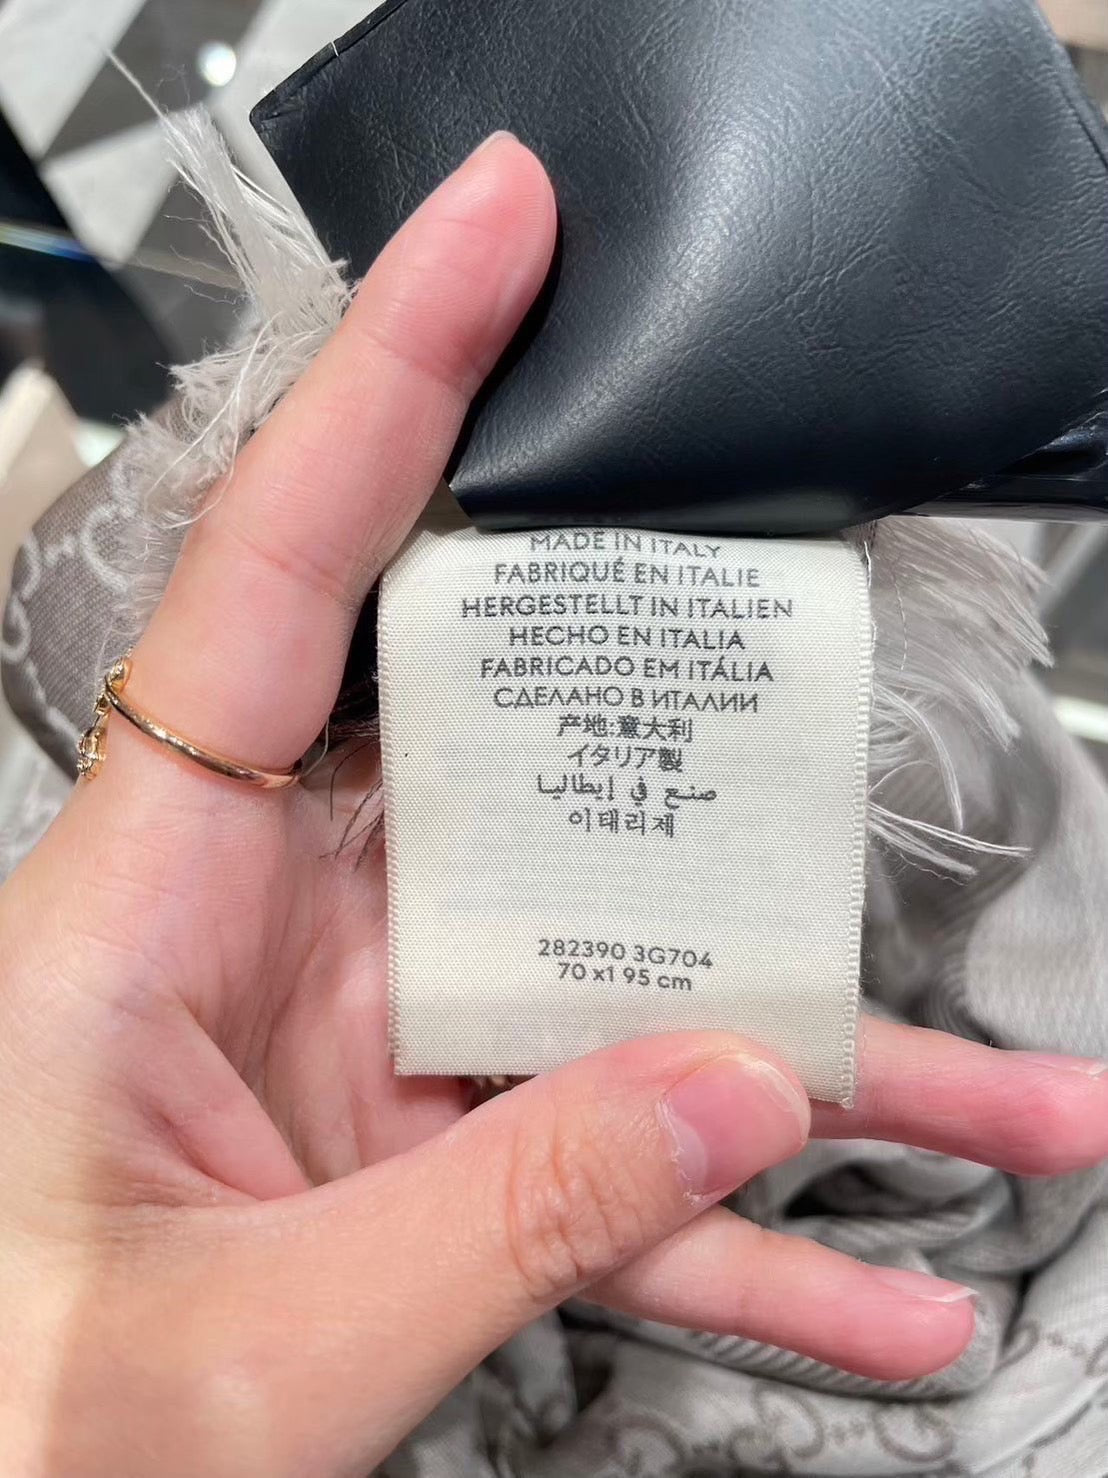 MADE IN ITALY
FABRIQUÉ EN ITALIE
HERGESTELLT IN ITALIEN
HECHO EN ITALIA
FABRICADO EM ITÁLIA
СДЕЛАНО В ИТАЛИИ
产地:意大利
イタリア製
صنع في إيطاليا
이태리제
282390 3G704
70 x1 95 cm